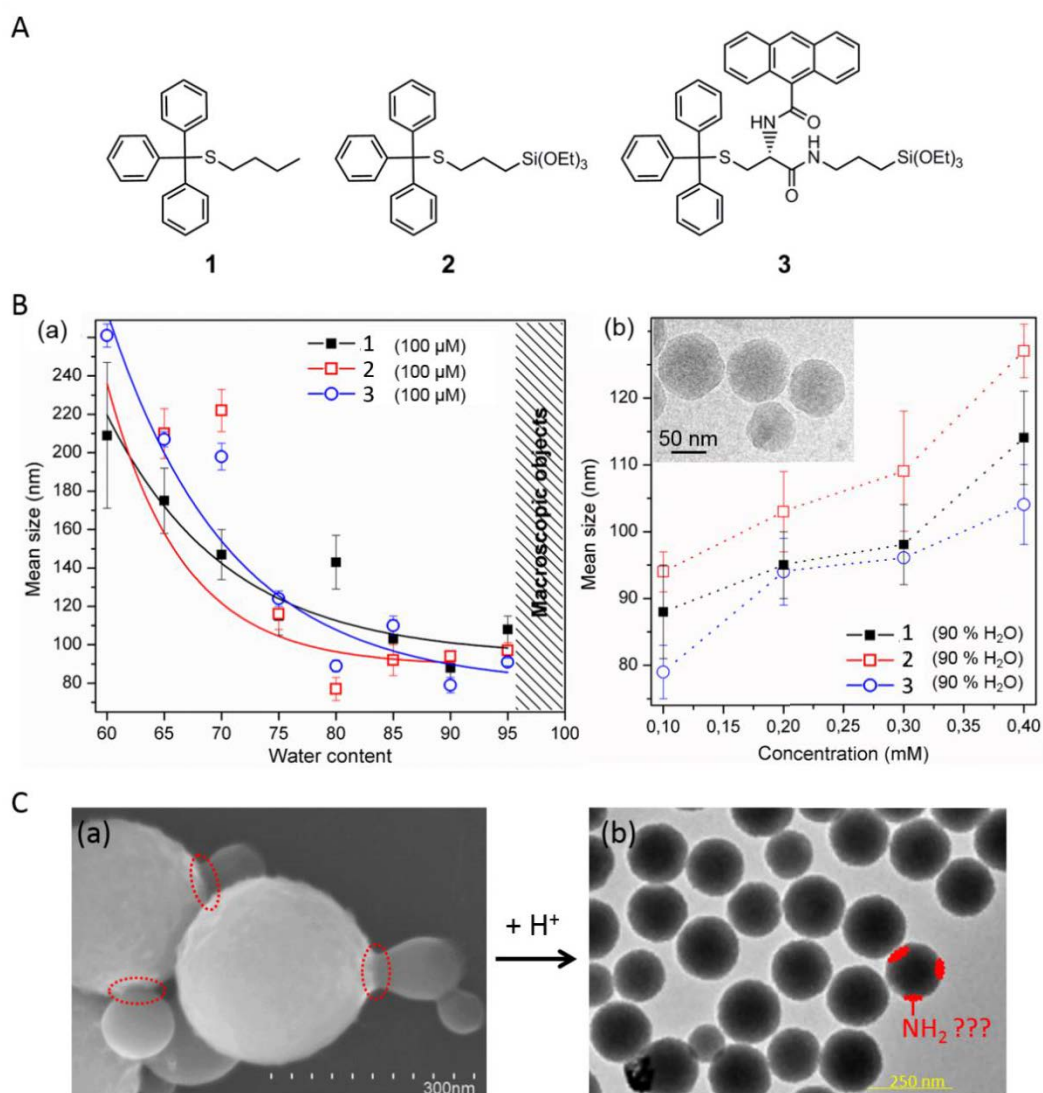 A
S
S
Si(OEt)3
HN
O
S
H
N
O
Si(OEt)3
1
2
3
B
(a)
1 (100 μM)
2 (100 μM)
3 (100 μM)
Macroscopic objects
Mean size (nm)
240
220
200
180
160
140
120
100
80
60 65 70 75 80 85 90 95 100
Water content
(b)
50 nm
1 (90 % H2O)
2 (90 % H2O)
3 (90 % H2O)
Mean size (nm)
120
110
100
90
80
0,10 0,15 0,20 0,25 0,30 0,35 0,40
Concentration (mM)
C
(a)
300nm
+ H+
(b)
NH2 ???
250 nm